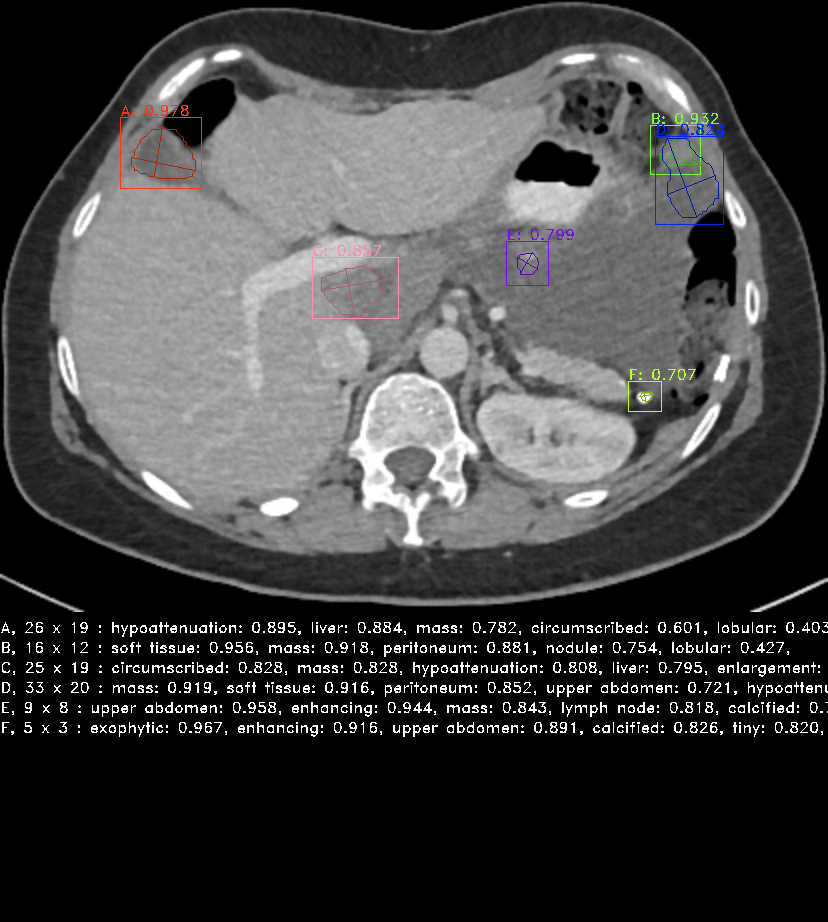 A: 0.978
B: 0.932
D: 0.824
E: 0.799
C: 0.857
F: 0.707
A, 26 x 19 : hypoattenuation: 0.895, liver: 0.884, mass: 0.782, circumscribed: 0.601, lobular: 0.403
B, 16 x 12 : soft tissue: 0.956, mass: 0.918, peritoneum: 0.881, nodule: 0.754, lobular: 0.427,
C, 25 x 19 : circumscribed: 0.828, mass: 0.828, hypoattenuation: 0.808, liver: 0.795, enlargement:
D, 33 x 20 : mass: 0.919, soft tissue: 0.916, peritoneum: 0.852, upper abdomen: 0.721, hypoattenu
E, 9 x 8 : upper abdomen: 0.958, enhancing: 0.944, mass: 0.843, lymph node: 0.818, calcified: 0.7
F, 5 x 3 : exophytic: 0.967, enhancing: 0.916, upper abdomen: 0.891, calcified: 0.826, tiny: 0.820,